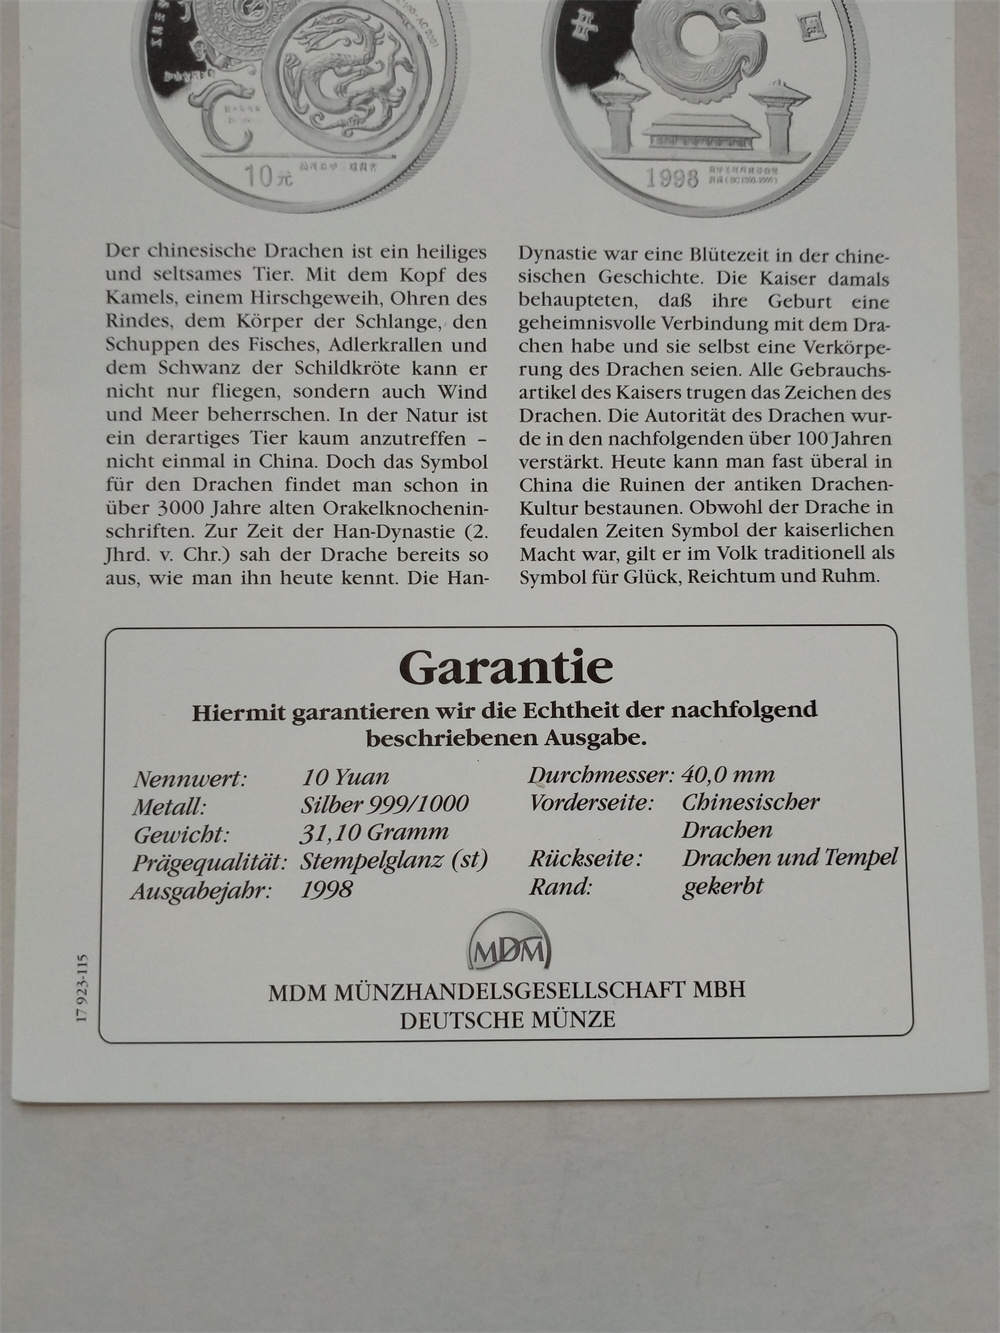 10元
1998
Der chinesische Drachen ist ein heiliges
und seltsames Tier. Mit dem Kopf des
Kamels, einem Hirschgeweih, Ohren des
Rindes, dem Körper der Schlange, den
Schuppen des Fisches, Adlerkrallen und
dem Schwanz der Schildkröte kann er
nicht nur fliegen, sondern auch Wind
und Meer beherrschen. In der Natur ist
ein derartiges Tier kaum anzutreffen –
nicht einmal in China. Doch das Symbol
für den Drachen findet man schon in
über 3000 Jahre alten Orakelknochenin-
schriften. Zur Zeit der Han-Dynastie (2.
Jhrd. v. Chr.) sah der Drache bereits so
aus, wie man ihn heute kennt. Die Han-
Dynastie war eine Blütezeit in der chine-
sischen Geschichte. Die Kaiser damals
behaupteten, daß ihre Geburt eine
geheimnisvolle Verbindung mit dem Dra-
chen habe und sie selbst eine Verkörpe-
rung des Drachen seien. Alle Gebrauchs-
artikel des Kaisers trugen das Zeichen des
Drachen. Die Autorität des Drachen wur-
de in den nachfolgenden über 100 Jahren
verstärkt. Heute kann man fast überal in
China die Ruinen der antiken Drachen-
Kultur bestaunen. Obwohl der Drache in
feudalen Zeiten Symbol der kaiserlichen
Macht war, gilt er im Volk traditionell als
Symbol für Glück, Reichtum und Ruhm.
Garantie
Hiermit garantieren wir die Echtheit der nachfolgend
beschriebenen Ausgabe.
Nennwert: 10 Yuan
Metall: Silber 999/1000
Gewicht: 31,10 Gramm
Prägequalität: Stempelglanz (st)
Ausgabejahr: 1998
Durchmesser: 40,0 mm
Vorderseite: Chinesischer
Drachen
Rückseite: Drachen und Tempel
Rand: gekerbt
MDM
MDM MÜNZHANDELSGESELLSCHAFT MBH
DEUTSCHE MÜNZE
17 923-115